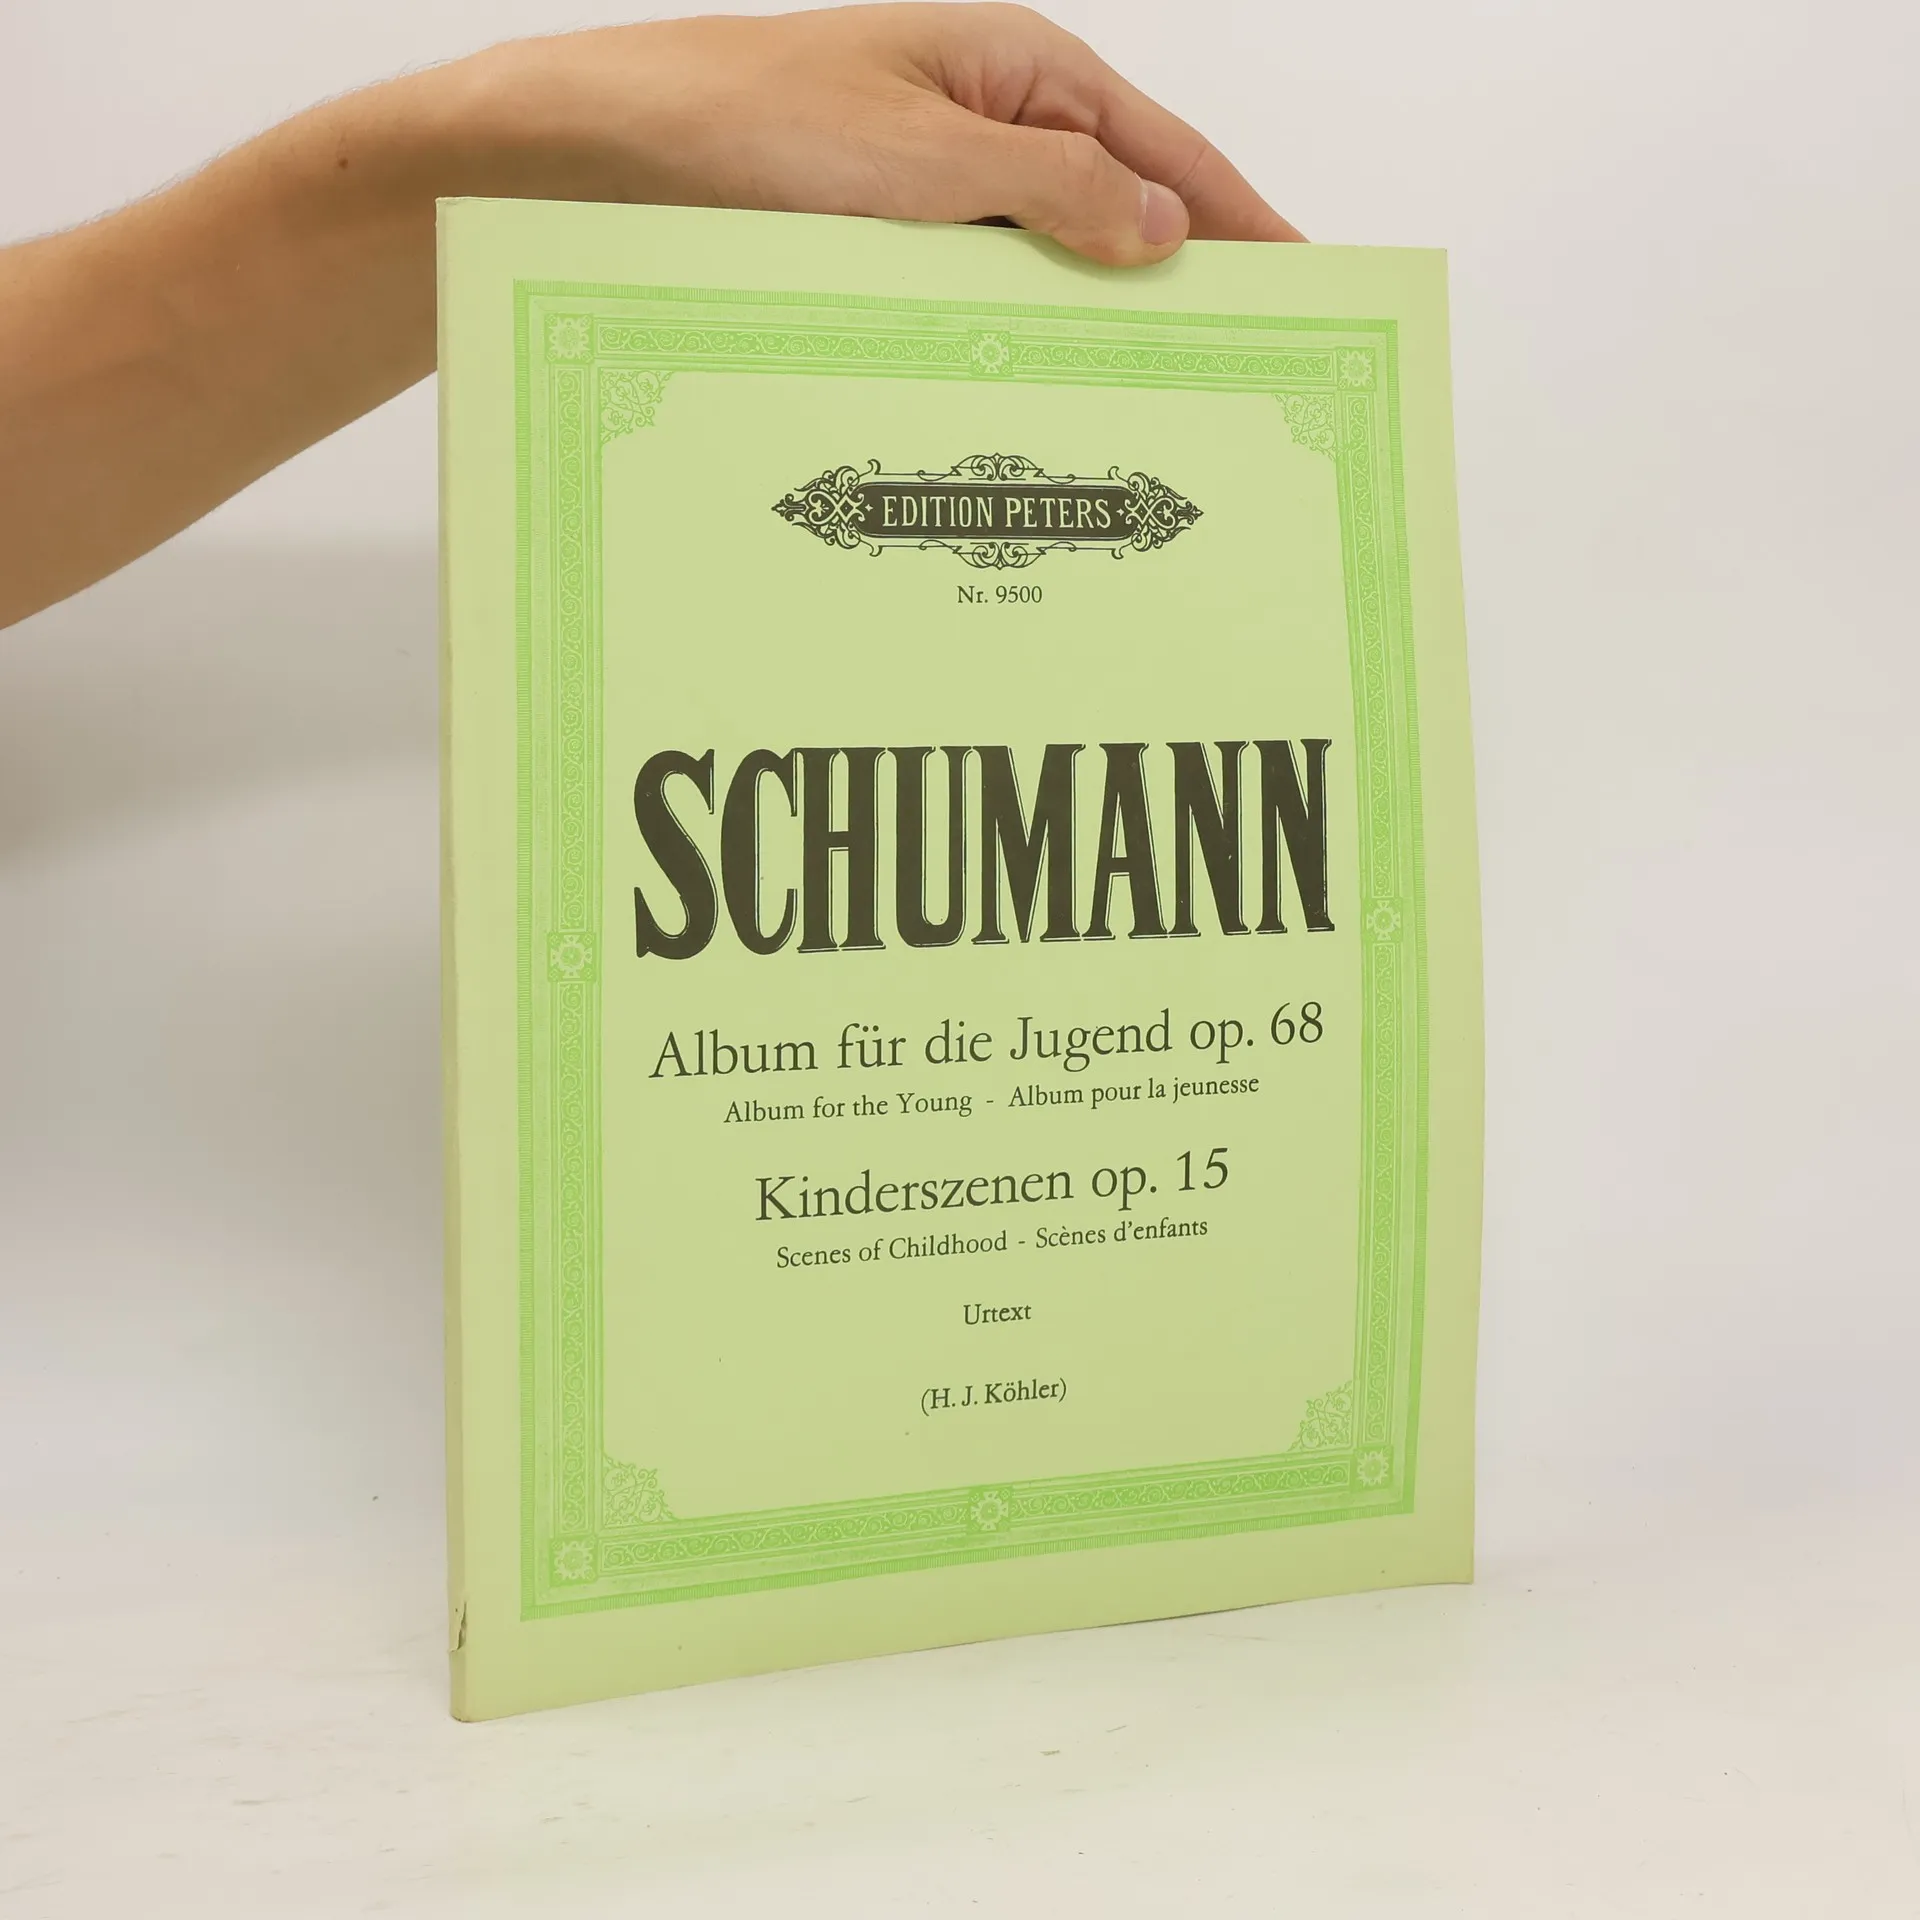 EDITION PETERS
Nr. 9500
SCHUMANN
Album für die Jugend op. 68
Album for the Young - Album pour la jeunesse
Kinderszenen op. 15
Scenes of Childhood - Scènes d'enfants
Urtext
(H. J. Köhler)